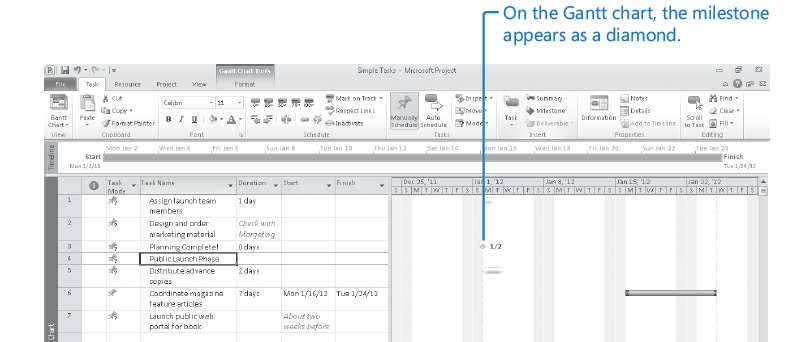 On the Gantt chart, the milestone
appears as a diamond.
Gantt Chart Tools
Simple Tasks - Microsoft Project
File Task Resource Project View Format
Cut
Copy
Format Painter
Gantt Chart
Paste
Calibri 11
B I U A
0% 25% 50% 75% 100%
Mark on Track
Respect Links
Inactivate
Manually Schedule
Auto Schedule
Inspect
Move
Mode
Task
Summary
Milestone
Deliverable
Information
Notes
Details
Add to Timeline
Scroll to Task
Find
Clear
Fill
View Clipboard Font Schedule Tasks Insert Properties Editing
Timeline
Mon Jan 2 Wed Jan 4 Fri Jan 6 Sun Jan 8 Tue Jan 10 Thu Jan 12 Sat Jan 14 Mon Jan 16 Wed Jan 18 Fri Jan 20 Sun Jan 22 Tue Jan 24
Start
Mon 1/2/12
Finish
Tue 1/24/12
Task Mode Task Name Duration Start Finish
Dec 25, '11 Jan 1, '12 Jan 8, '12 Jan 15, '12 Jan 22, '12
S S M T W T F S S M T W T F S S M T W T F S S M T W T F S S M T W T F S
1 Assign launch team 1 day
members
2 Design and order Check with
marketing material Margeting
3 Planning Complete! 0 days 1/2
4 Public Launch Phase
5 Distribute advance 2 days
copies
6 Coordinate magazine 7 days Mon 1/16/12 Tue 1/24/12
feature articles
7 Launch public web About two
portal for book weeks before
Chart